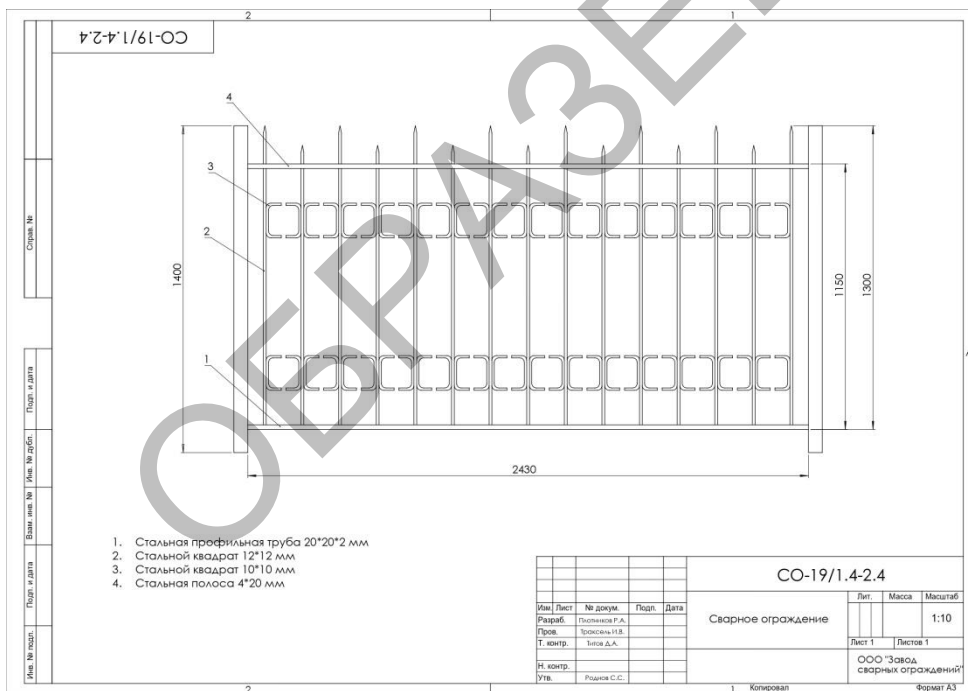 2
1
СО-19/1.4-2.4
4
3
2
1
1400
1150
1300
2430
ОБРАЗЕ
1. Стальная профильная труба 20*20*2 мм
2. Стальной квадрат 12*12 мм
3. Стальной квадрат 10*10 мм
4. Стальная полоса 4*20 мм
Справ. №
Подп. и дата
Инв. № дубл.
Взам. инв. №
Подп. и дата
Инв. № подл.
СО-19/1.4-2.4
Изм. Лист № докум. Подп. Дата
Разраб. Плотников Р.А.
Пров. Траксель И.В.
Т. контр. Титов Д.А.
Н. контр.
Утв. Роднов С.С.
Сварное ограждение
Лит. Масса Масштаб
1:10
Лист 1 Листов 1
ООО "Завод
сварных ограждений"
2
1
Копировал
Формат А3